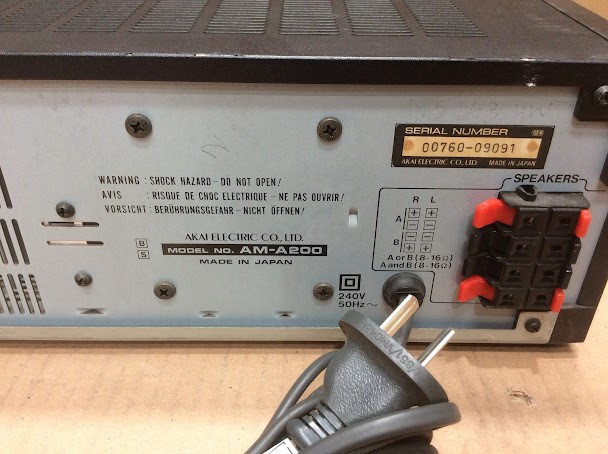 SERIAL NUMBER
00760-09091
AKAI ELECTRIC CO., LTD. MADE IN JAPAN
SPEAKERS
WARNING : SHOCK HAZARD – DO NOT OPEN!
AVIS : RISQUE DE CHOC ELECTRIQUE – NE PAS OUVRIR!
VORSICHT : BERÜHRUNGSGEFAHR – NICHT ÖFFNEN!
R L
A + +
– –
– –
B + +
A or B (8-16Ω)
A and B (8-16Ω)
B
S
AKAI ELECTRIC CO., LTD.
MODEL NO. AM-A200
MADE IN JAPAN
240V
50Hz ~